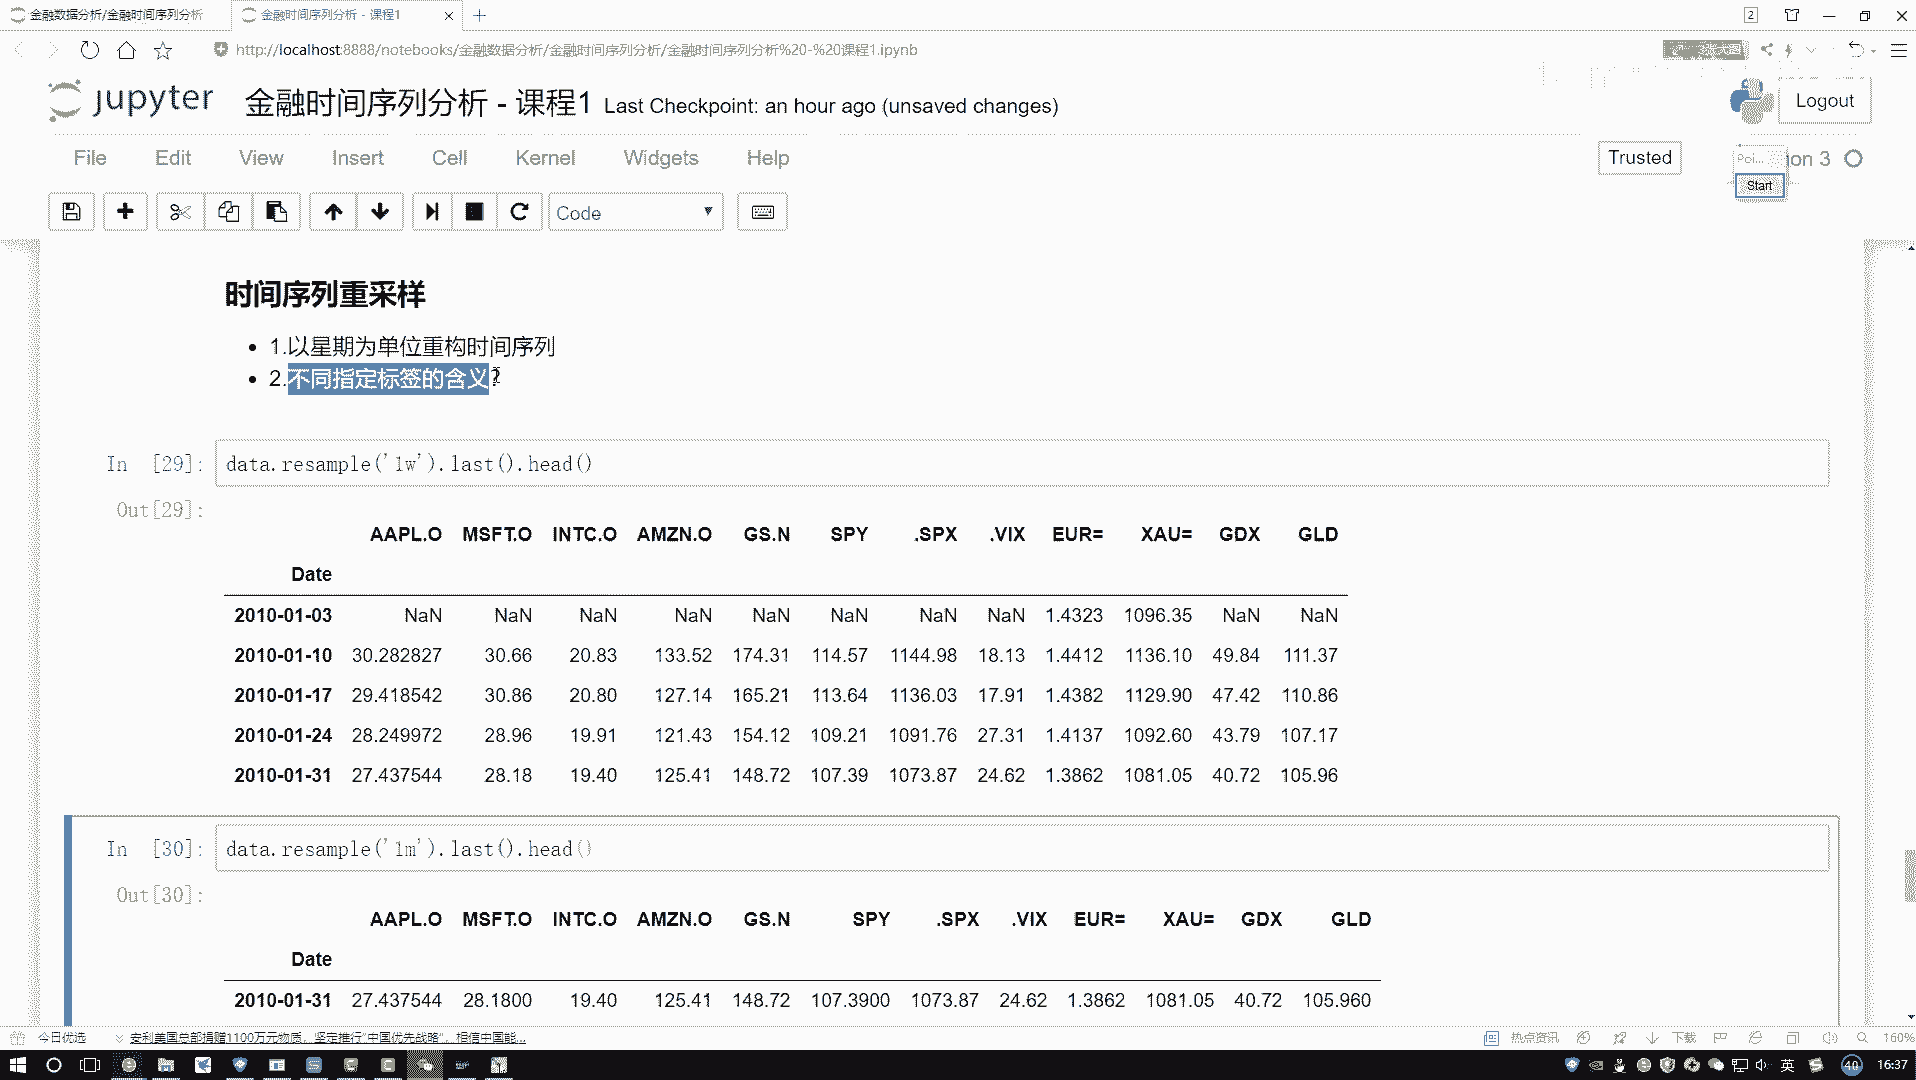 金融数据分析/金融时间序列分析
金融时间序列分析 - 课程1
2
http://localhost:8888/notebooks/金融数据分析/金融时间序列分析/金融时间序列分析%20-%20课程1.ipynb
jupyter 金融时间序列分析 - 课程1 Last Checkpoint: an hour ago (unsaved changes)
Logout
File Edit View Insert Cell Kernel Widgets Help
Trusted
Poi...
on 3
Start
Code
时间序列重采样
1.以星期为单位重构时间序列
2.不同指定标签的含义?
In [29]: data.resample('1w').last().head()
Out[29]:
AAPL.O MSFT.O INTC.O AMZN.O GS.N SPY .SPX .VIX EUR= XAU= GDX GLD
Date
2010-01-03 NaN NaN NaN NaN NaN NaN NaN NaN 1.4323 1096.35 NaN NaN
2010-01-10 30.282827 30.66 20.83 133.52 174.31 114.57 1144.98 18.13 1.4412 1136.10 49.84 111.37
2010-01-17 29.418542 30.86 20.80 127.14 165.21 113.64 1136.03 17.91 1.4382 1129.90 47.42 110.86
2010-01-24 28.249972 28.96 19.91 121.43 154.12 109.21 1091.76 27.31 1.4137 1092.60 43.79 107.17
2010-01-31 27.437544 28.18 19.40 125.41 148.72 107.39 1073.87 24.62 1.3862 1081.05 40.72 105.96
In [30]: data.resample('1m').last().head()
Out[30]:
AAPL.O MSFT.O INTC.O AMZN.O GS.N SPY .SPX .VIX EUR= XAU= GDX GLD
Date
2010-01-31 27.437544 28.1800 19.40 125.41 148.72 107.3900 1073.87 24.62 1.3862 1081.05 40.72 105.960
今日优选
安利美国总部捐赠1100万元物质，坚定推行"中国优先战略"，相信中国能...
热点资讯
下载
160%
英
40
16:37